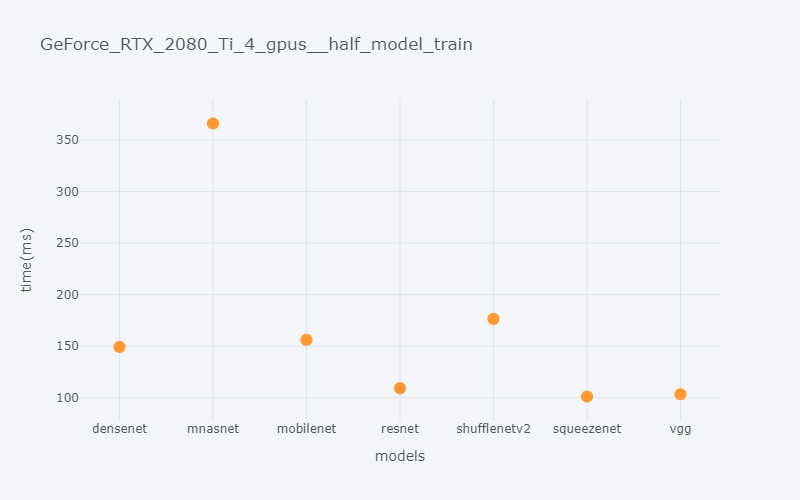 GeForce_RTX_2080_Ti_4_gpus__half_model_train
350
300
250
200
150
100
time(ms)
densenet mnasnet mobilenet resnet shufflenetv2 squeezenet vgg
models